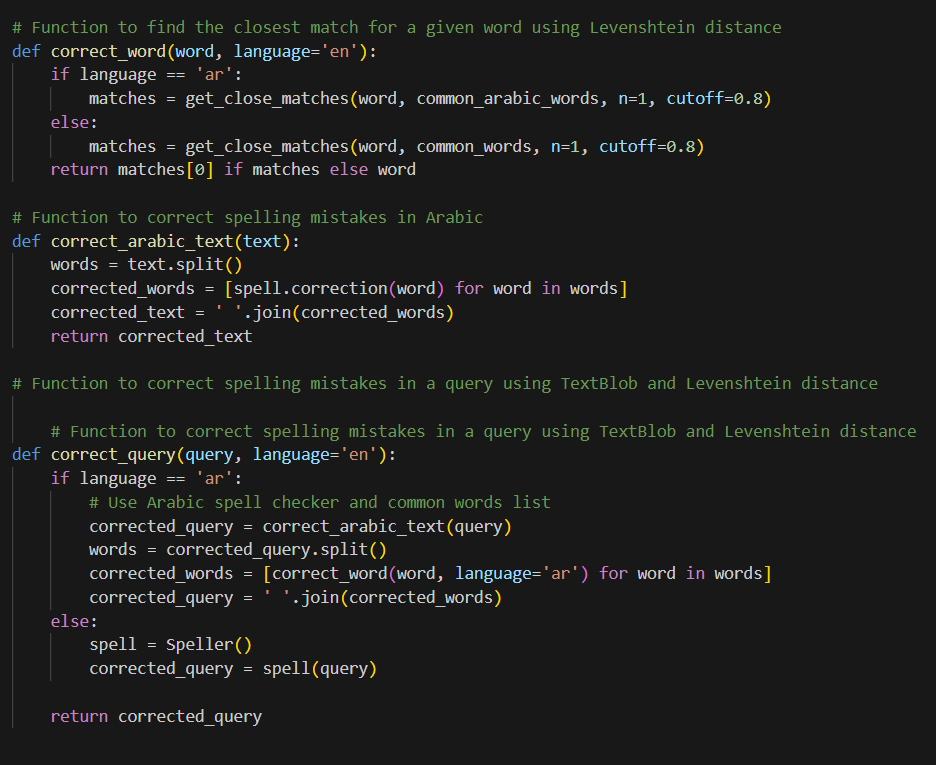 # Function to find the closest match for a given word using Levenshtein distance
def correct_word(word, language='en'):
    if language == 'ar':
        matches = get_close_matches(word, common_arabic_words, n=1, cutoff=0.8)
    else:
        matches = get_close_matches(word, common_words, n=1, cutoff=0.8)
    return matches[0] if matches else word

# Function to correct spelling mistakes in Arabic
def correct_arabic_text(text):
    words = text.split()
    corrected_words = [spell.correction(word) for word in words]
    corrected_text = ' '.join(corrected_words)
    return corrected_text

# Function to correct spelling mistakes in a query using TextBlob and Levenshtein distance

    # Function to correct spelling mistakes in a query using TextBlob and Levenshtein distance
def correct_query(query, language='en'):
    if language == 'ar':
        # Use Arabic spell checker and common words list
        corrected_query = correct_arabic_text(query)
        words = corrected_query.split()
        corrected_words = [correct_word(word, language='ar') for word in words]
        corrected_query = ' '.join(corrected_words)
    else:
        spell = Speller()
        corrected_query = spell(query)

    return corrected_query